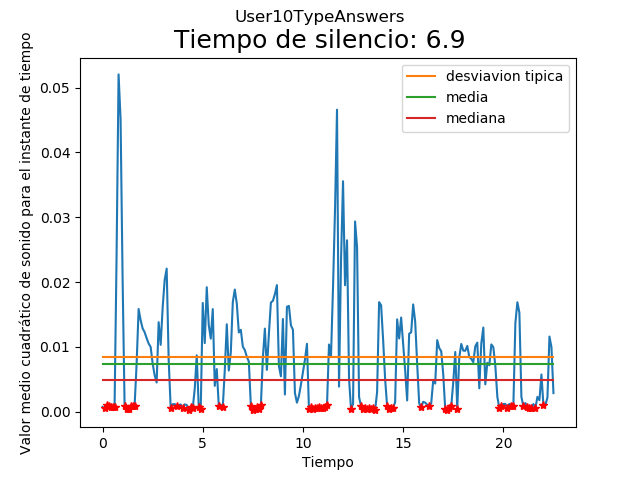 User10TypeAnswers
Tiempo de silencio: 6.9
Valor medio cuadrático de sonido para el instante de tiempo
desviavion tipica
media
mediana
0.05
0.04
0.03
0.02
0.01
0.00
0
5
10
15
20
Tiempo